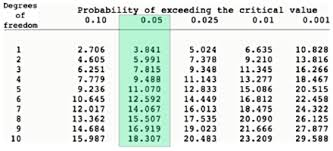 Degrees of freedom Probability of exceeding the critical value
0.10 0.05 0.025 0.01 0.001
1 2.706 3.841 5.024 6.635 10.828
2 4.605 5.991 7.378 9.210 13.816
3 6.251 7.815 9.348 11.345 16.266
4 7.779 9.488 11.143 13.277 18.467
5 9.236 11.070 12.833 15.086 20.515
6 10.645 12.592 14.449 16.812 22.458
7 12.017 14.067 16.013 18.475 24.322
8 13.362 15.507 17.535 20.090 26.125
9 14.684 16.919 19.023 21.666 27.877
10 15.987 18.307 20.483 23.209 29.588